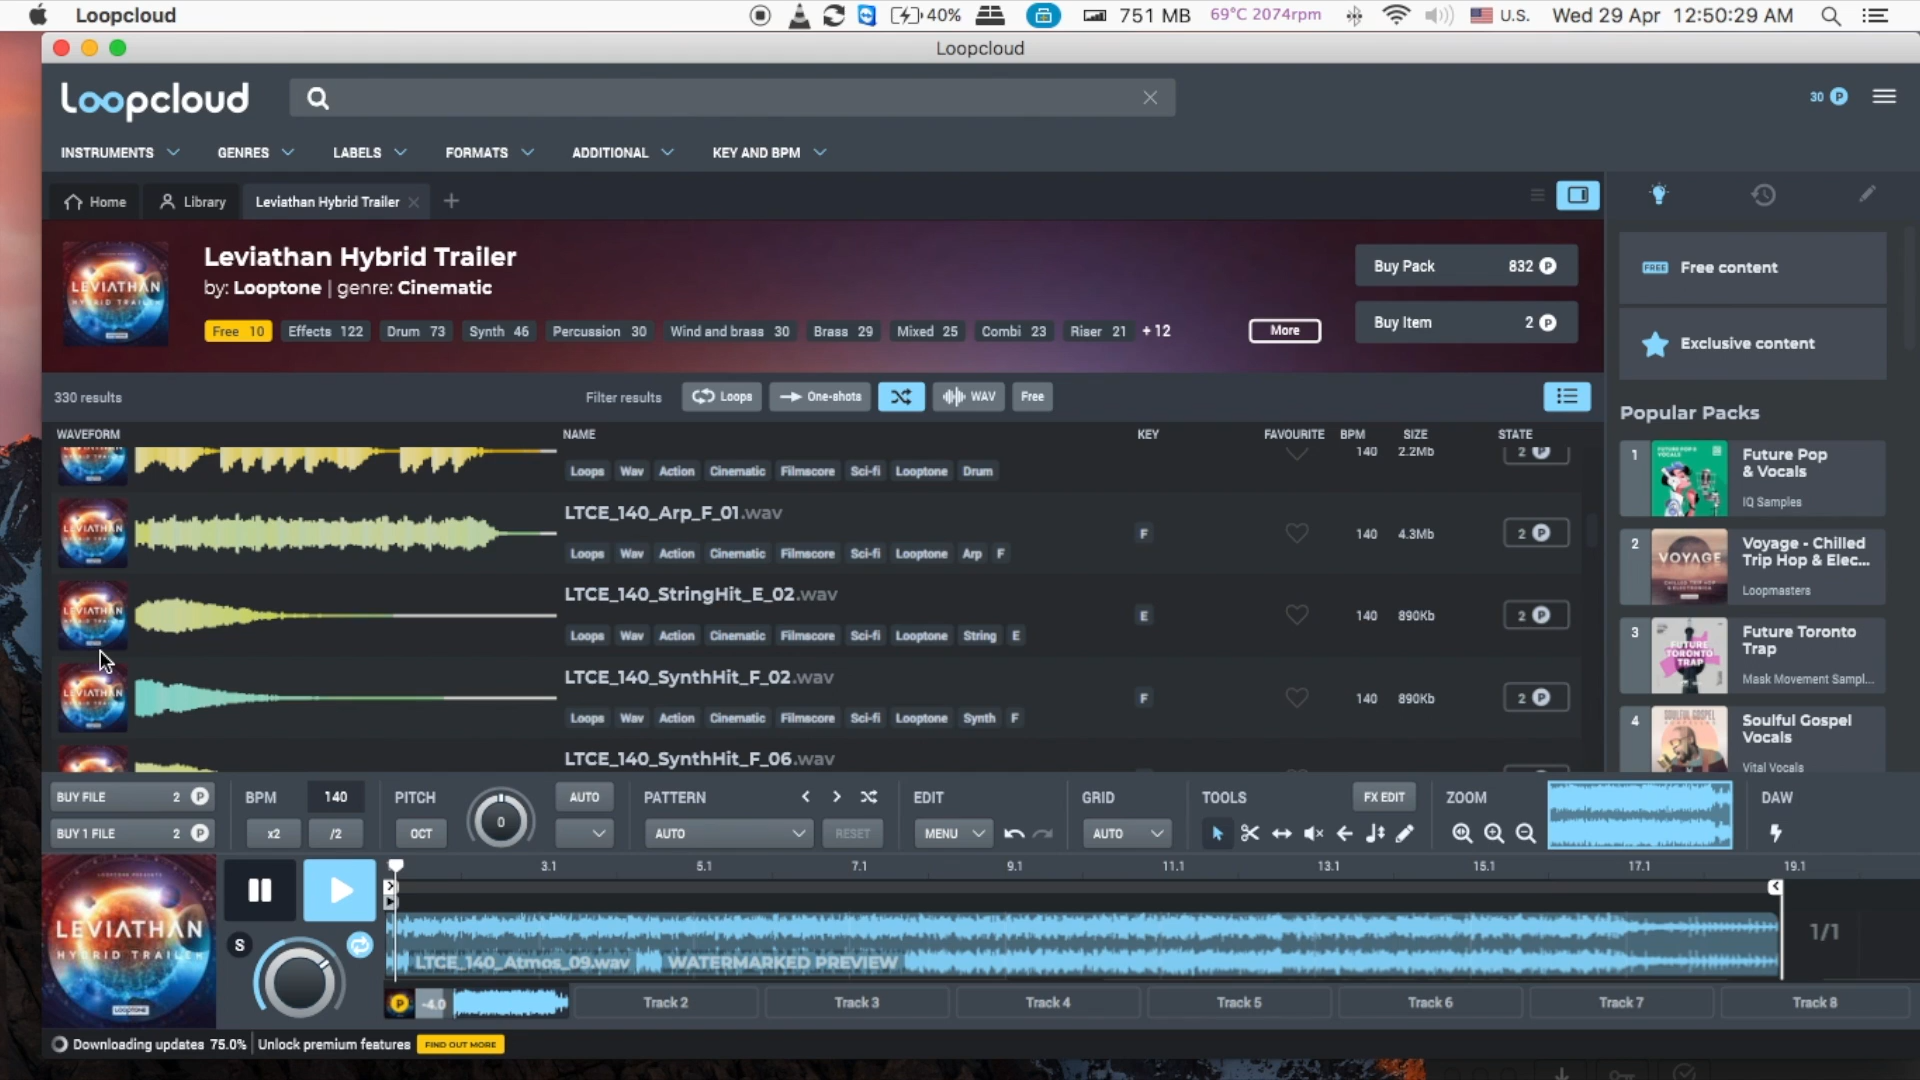 Loopcloud
40%
751 MB
69°C 2074rpm
U.S.
Wed 29 Apr 12:50:29 AM
Loopcloud
Loopcloud
30 P
INSTRUMENTS
GENRES
LABELS
FORMATS
ADDITIONAL
KEY AND BPM
Home
Library
Leviathan Hybrid Trailer
Leviathan Hybrid Trailer
by: Looptone | genre: Cinematic
Free 10
Effects 122
Drum 73
Synth 46
Percussion 30
Wind and brass 30
Brass 29
Mixed 25
Combi 23
Riser 21
+ 12
More
Buy Pack 832 P
Buy Item 2 P
LEVIATHAN
HYBRID TRAILER
330 results
Filter results
Loops
One-shots
WAV
Free
WAVEFORM
NAME
KEY
FAVOURITE
BPM
SIZE
STATE
Loops Wav Action Cinematic Filmscore Sci-fi Looptone Drum
140 2.2Mb 2 P
LTCE_140_Arp_F_01.wav
Loops Wav Action Cinematic Filmscore Sci-fi Looptone Arp F
F 140 4.3Mb 2 P
LTCE_140_StringHit_E_02.wav
Loops Wav Action Cinematic Filmscore Sci-fi Looptone String E
E 140 890Kb 2 P
LTCE_140_SynthHit_F_02.wav
Loops Wav Action Cinematic Filmscore Sci-fi Looptone Synth F
F 140 890Kb 2 P
LTCE_140_SynthHit_F_06.wav
FREE Free content
Exclusive content
Popular Packs
1 Future Pop
& Vocals
IQ Samples
2 Voyage - Chilled
Trip Hop & Elec...
Loopmasters
VOYAGE
3 Future Toronto
Trap
Mask Movement Sampl...
FUTURE
TORONTO
TRAP
4 Soulful Gospel
Vocals
Vital Vocals
BUY FILE 2 P
BUY 1 FILE 2 P
BPM 140
x2
/2
PITCH
OCT
0
AUTO
PATTERN
AUTO
RESET
EDIT
MENU
GRID
AUTO
TOOLS
FX EDIT
ZOOM
DAW
3.1
5.1
7.1
9.1
11.1
13.1
15.1
17.1
19.1
LEVIATHAN
HYBRID TRAILER
LOOPTONE
S
LTCE_140_Atmos_09.wav
WATERMARKED PREVIEW
1/1
P -4.0
Track 2
Track 3
Track 4
Track 5
Track 6
Track 7
Track 8
Downloading updates 75.0%
Unlock premium features
FIND OUT MORE